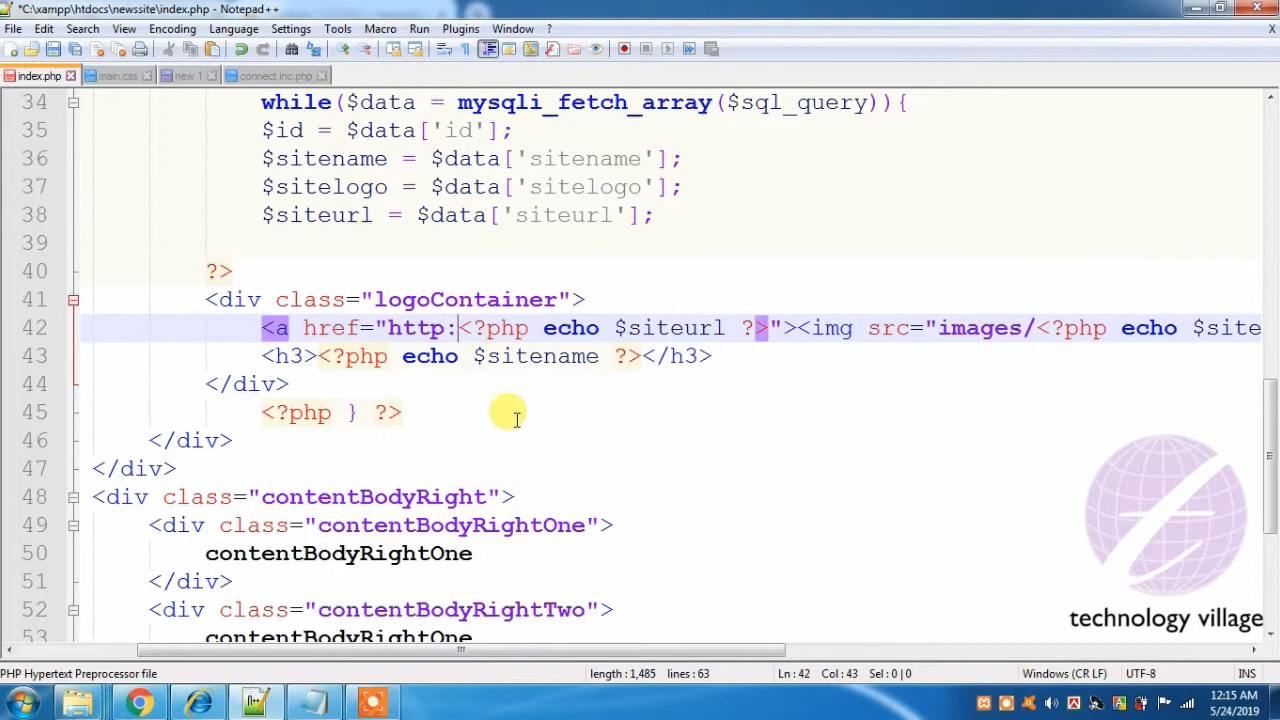 *C:\xampp\htdocs\newssite\index.php - Notepad++
File Edit Search View Encoding Language Settings Tools Macro Run Plugins Window ? X
index.php main.css new 1 connect.inc.php
34 while($data = mysqli_fetch_array($sql_query)){
35 $id = $data['id'];
36 $sitename = $data['sitename'];
37 $sitelogo = $data['sitelogo'];
38 $siteurl = $data['siteurl'];
39
40 ?>
41 <div class="logoContainer">
42 <a href="http:<?php echo $siteurl ?>"><img src="images/<?php echo $site
43 <h3><?php echo $sitename ?></h3>
44 </div>
45 <?php } ?>
46 </div>
47 </div>
48 <div class="contentBodyRight">
49 <div class="contentBodyRightOne">
50 contentBodyRightOne
51 </div>
52 <div class="contentBodyRightTwo">
53 contentBodyRightOne
technology village
PHP Hypertext Preprocessor file length : 1,485 lines : 63 Ln : 42 Col : 43 Sel : 0 | 0 Windows (CR LF) UTF-8 INS
12:15 AM
5/24/2019